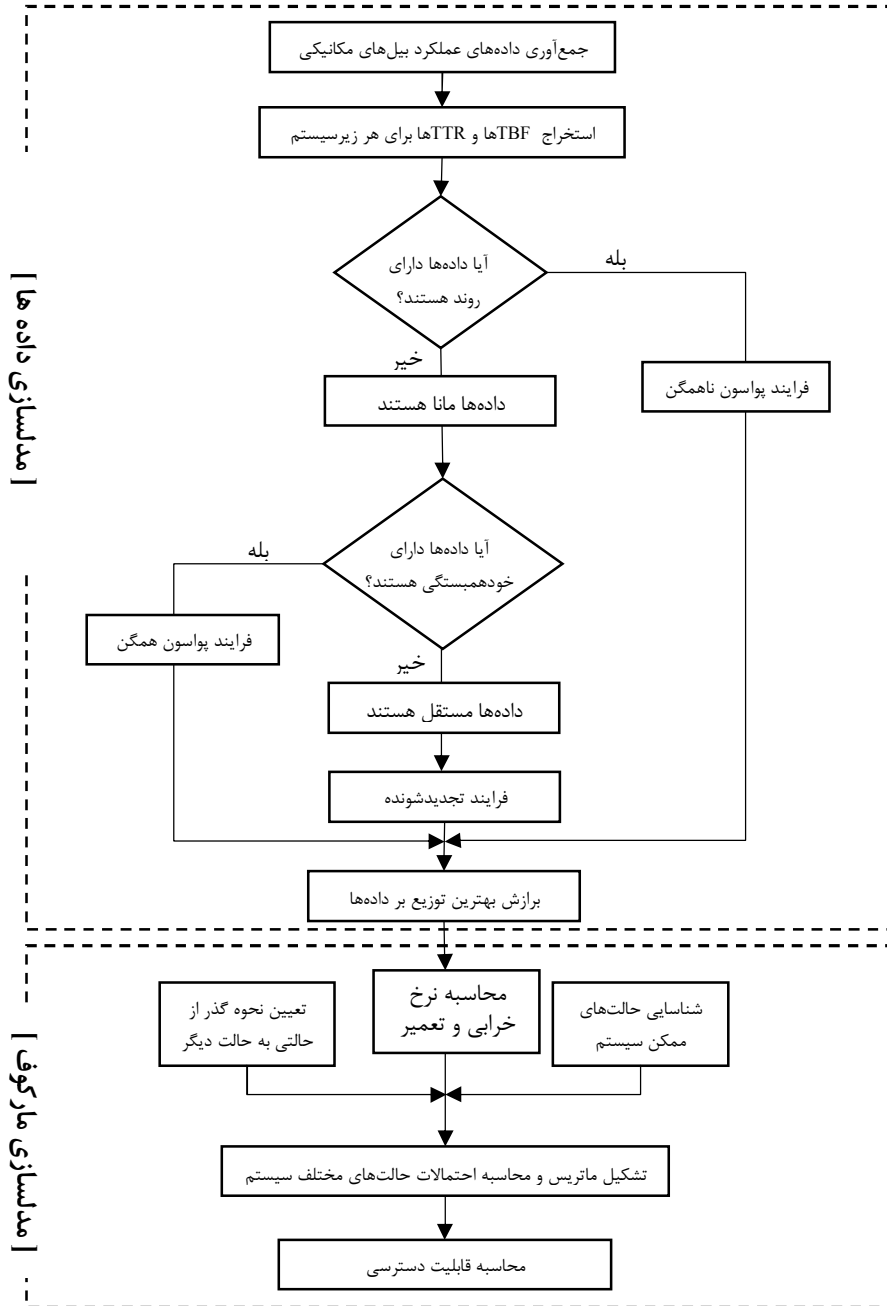 جمع‌آوری داده‌های عملکرد بیل‌های مکانیکی
استخراج TBFها و TTRها برای هر زیرسیستم
آیا داده‌ها دارای
روند هستند؟
بله
خیر
فرایند پواسون ناهمگن
داده‌ها مانا هستند
[ مدلسازی داده ها ]
آیا داده‌ها دارای
خودهمبستگی هستند؟
بله
خیر
فرایند پواسون همگن
داده‌ها مستقل هستند
فرایند تجدیدشونده
برازش بهترین توزیع بر داده‌ها
شناسایی حالت‌های
ممکن سیستم
محاسبه نرخ
خرابی و تعمیر
تعیین نحوه گذر از
حالتی به حالت دیگر
[ مدلسازی مارکوف ]
تشکیل ماتریس و محاسبه احتمالات حالت‌های مختلف سیستم
محاسبه قابلیت دسترسی